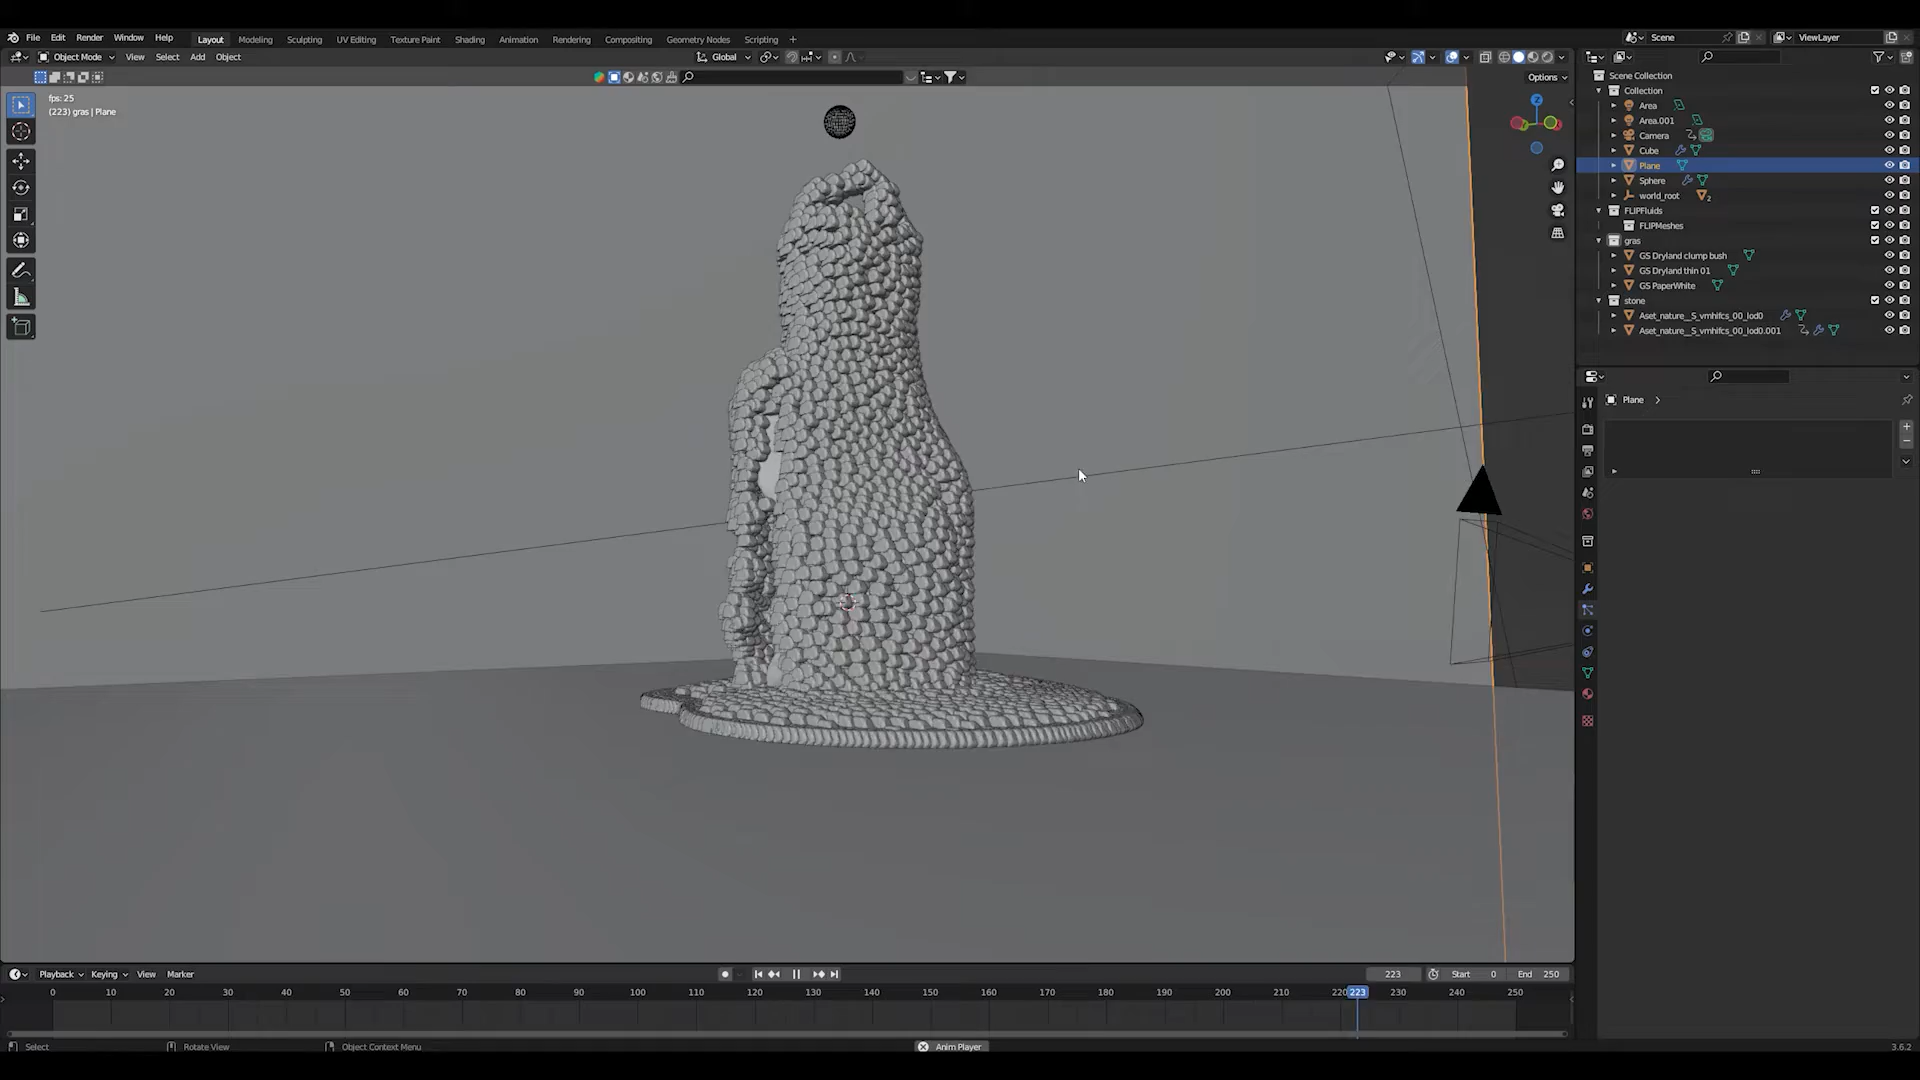 File Edit Render Window Help Layout Modeling Sculpting UV Editing Texture Paint Shading Animation Rendering Compositing Geometry Nodes Scripting + Scene ViewLayer
Object Mode View Select Add Object Global
Options
fps: 25
(223) gras | Plane
Z
Scene Collection
Collection
Area
Area.001
Camera
Cube
Plane
Sphere
world_root 2
FLIPFluids
FLIPMeshes
gras
GS Dryland clump bush
GS Dryland thin 01
GS PaperWhite
stone
Aset_nature__S_vmhifcs_00_lod0
Aset_nature__S_vmhifcs_00_lod0.001
Plane
Playback Keying View Marker 223 Start 0 End 250
0 10 20 30 40 50 60 70 80 90 100 110 120 130 140 150 160 170 180 190 200 210 220 223 230 240 250
Select Rotate View Object Context Menu Anim Player 3.6.2